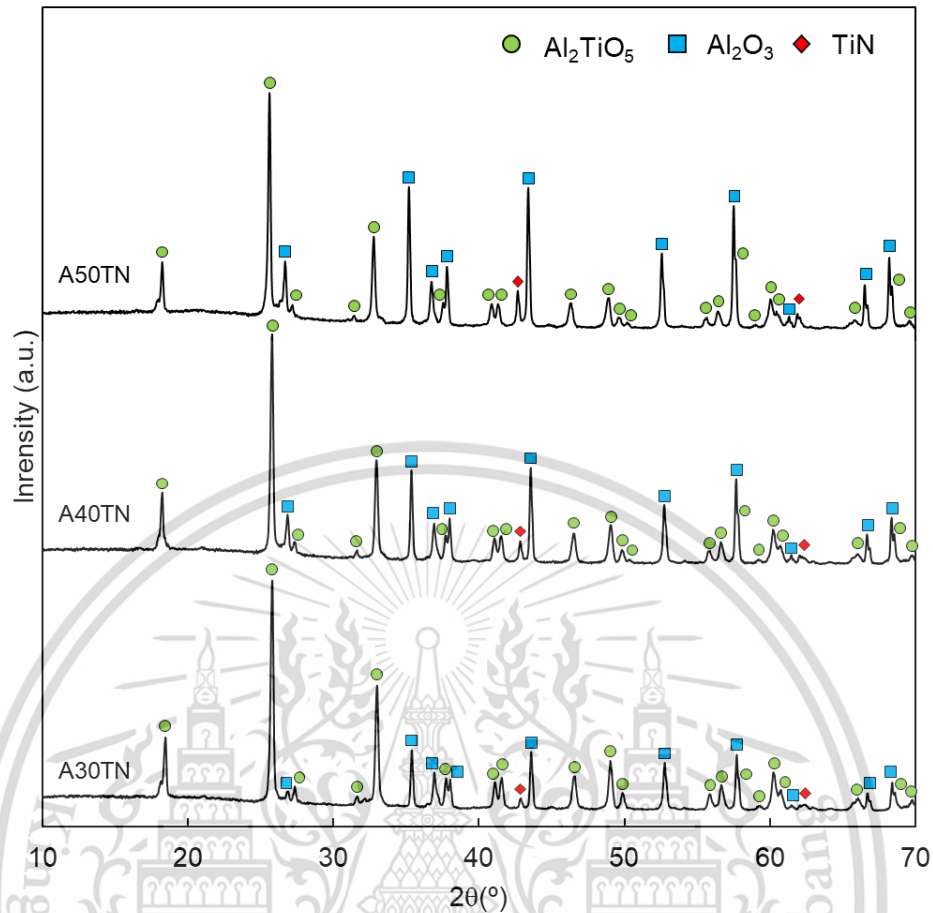 Al₂TiO₅ Al₂O₃ TiN
A50TN
A40TN
A30TN
Inrensity (a.u.)
10 20 30 40 50 60 70
2θ(º)